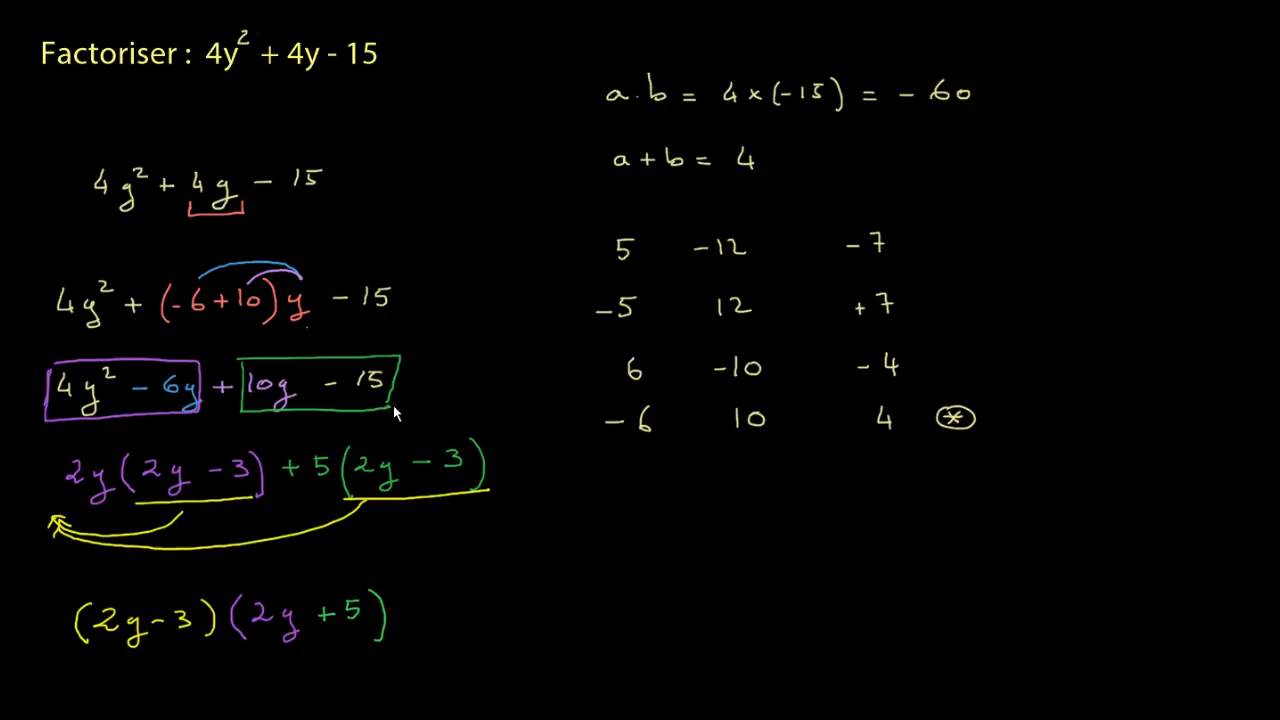 Factoriser : 4y² + 4y - 15
a . b = 4 × (-15) = - 60
a + b = 4
4y² + 4y - 15
5 -12 -7
4y² + (-6+10)y - 15
-5 12 +7
4y² - 6y + 10y - 15
6 -10 -4
-6 10 4 *
2y(2y - 3) + 5(2y - 3)
(2y-3)(2y+5)